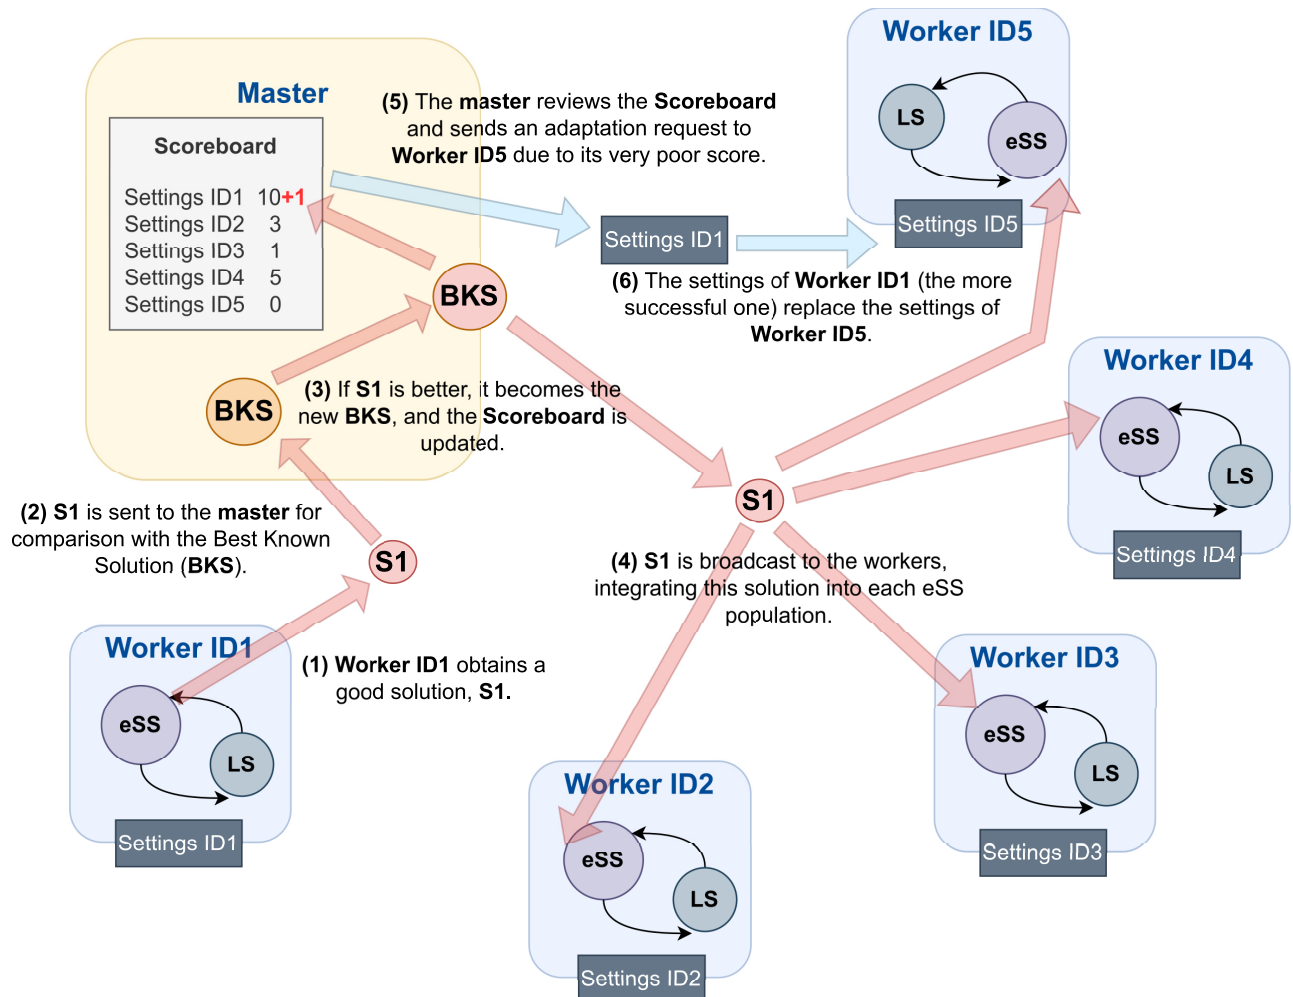 Master
Scoreboard
Settings ID1 10+1
Settings ID2 3
Settings ID3 1
Settings ID4 5
Settings ID5 0
(5) The master reviews the Scoreboard
and sends an adaptation request to
Worker ID5 due to its very poor score.
Worker ID5
LS
eSS
Settings ID5
Settings ID1
(6) The settings of Worker ID1 (the more
successful one) replace the settings of
Worker ID5.
BKS
BKS
(3) If S1 is better, it becomes the
new BKS, and the Scoreboard is
updated.
Worker ID4
eSS
LS
Settings ID4
S1
(2) S1 is sent to the master for
comparison with the Best Known
Solution (BKS).
S1
(4) S1 is broadcast to the workers,
integrating this solution into each eSS
population.
Worker ID1
eSS
LS
Settings ID1
(1) Worker ID1 obtains a
good solution, S1.
Worker ID3
eSS
LS
Settings ID3
Worker ID2
eSS
LS
Settings ID2